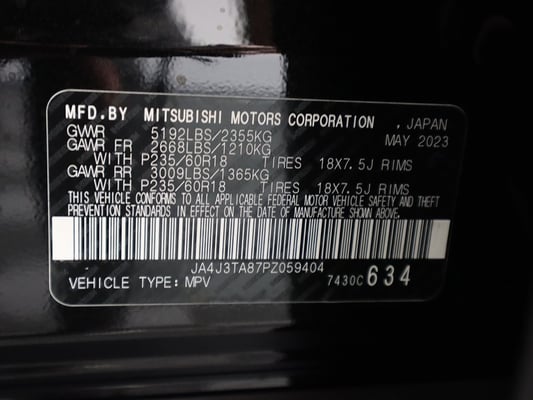 MFD.BY MITSUBISHI MOTORS CORPORATION , JAPAN
GVWR 5192LBS/2355KG MAY 2023
GAWR FR 2668LBS/1210KG
WITH P235/60R18 TIRES 18X7.5J RIMS
GAWR RR 3009LBS/1365KG
WITH P235/60R18 TIRES 18X7.5J RIMS
THIS VEHICLE CONFORMS TO ALL APPLICABLE FEDERAL MOTOR VEHICLE SAFETY AND THEFT
PREVENTION STANDARDS IN EFFECT ON THE DATE OF MANUFACTURE SHOWN ABOVE.
JA4J3TA87PZ059404
VEHICLE TYPE: MPV 7430C 634